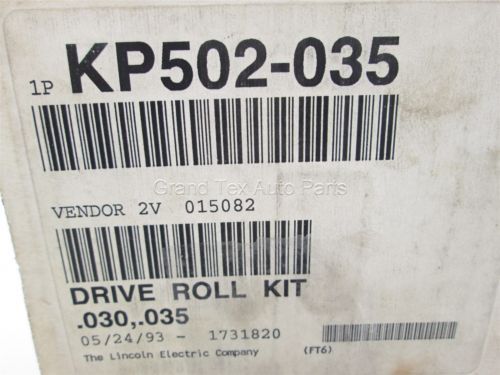 1P KP502-035
Grand Tex Auto Parts
VENDOR 2V 015082
DRIVE ROLL KIT
.030,.035
05/24/93 - 1731820
The Lincoln Electric Company (FT6)